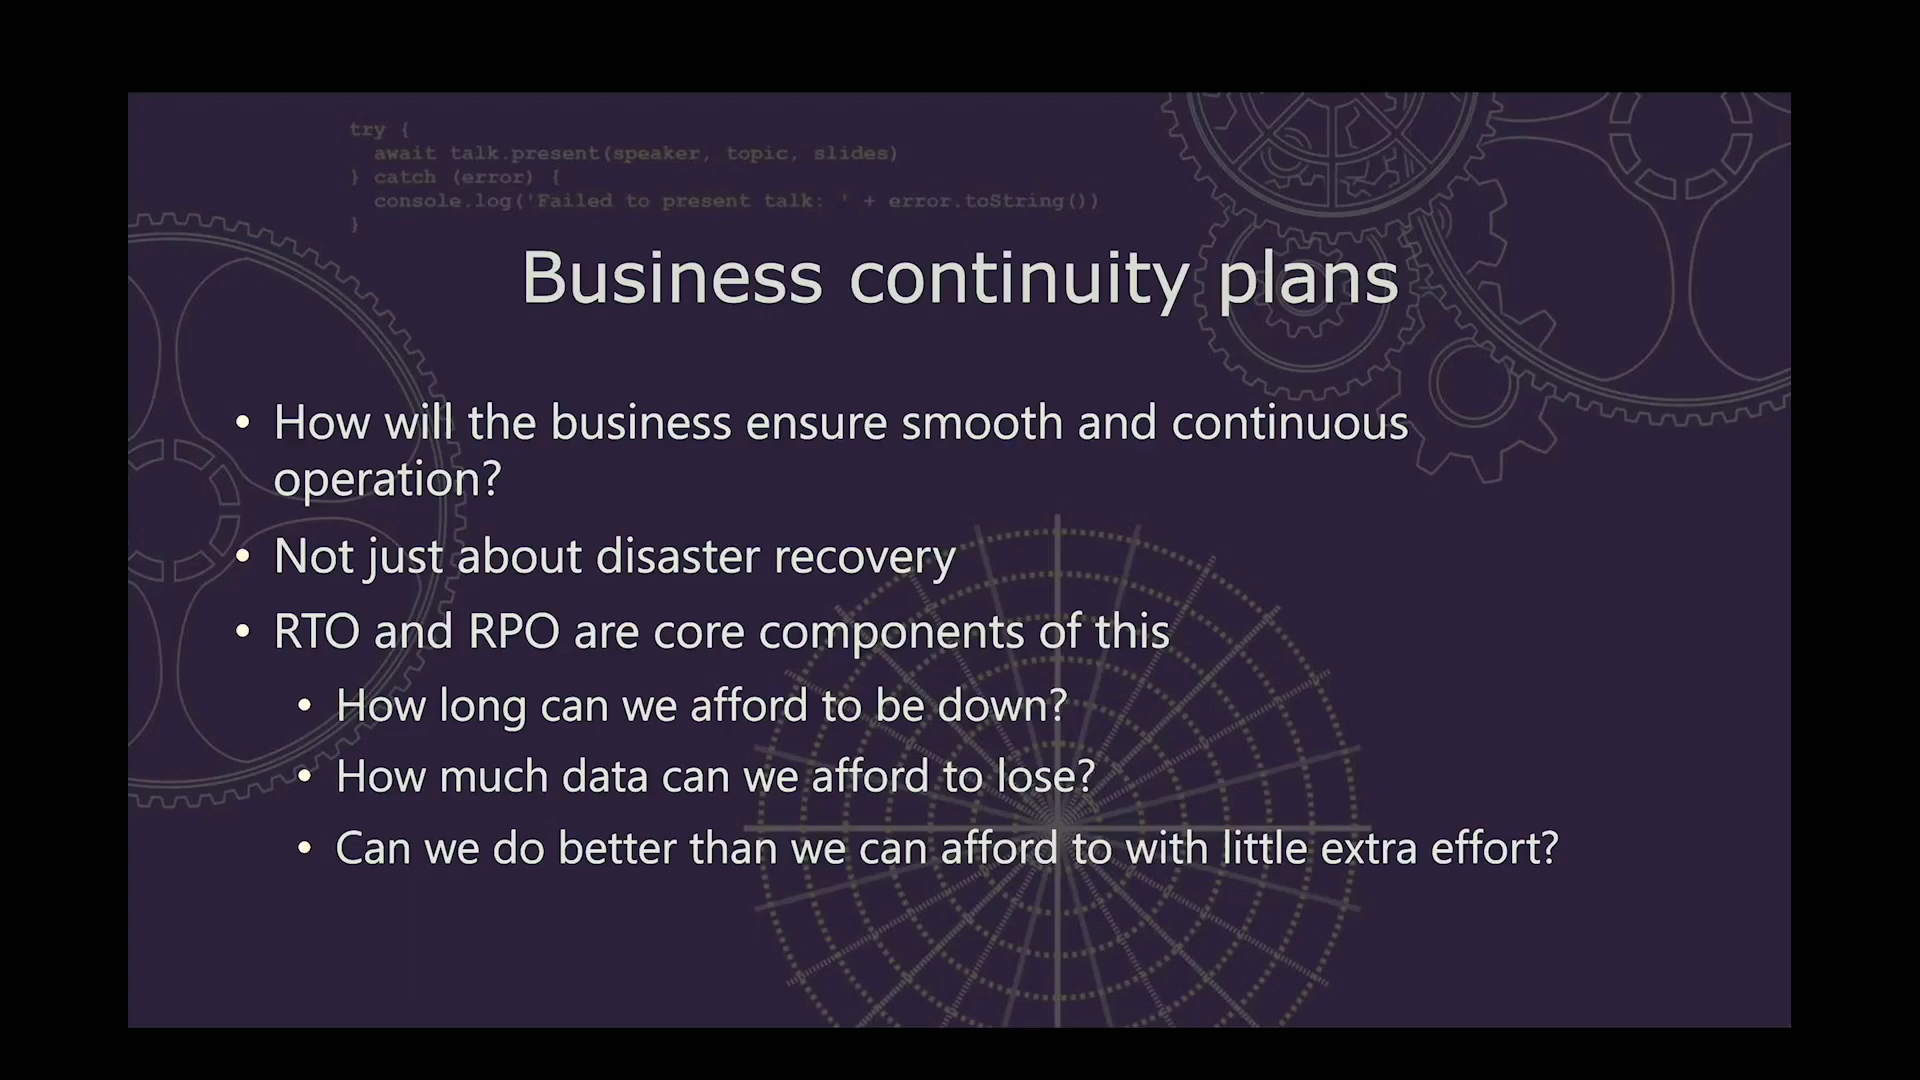 try {
await talk.present(speaker, topic, slides)
} catch (error) {
console.log('Failed to present talk: ' + error.toString())
}
Business continuity plans
• How will the business ensure smooth and continuous
operation?
• Not just about disaster recovery
• RTO and RPO are core components of this
• How long can we afford to be down?
• How much data can we afford to lose?
• Can we do better than we can afford to with little extra effort?